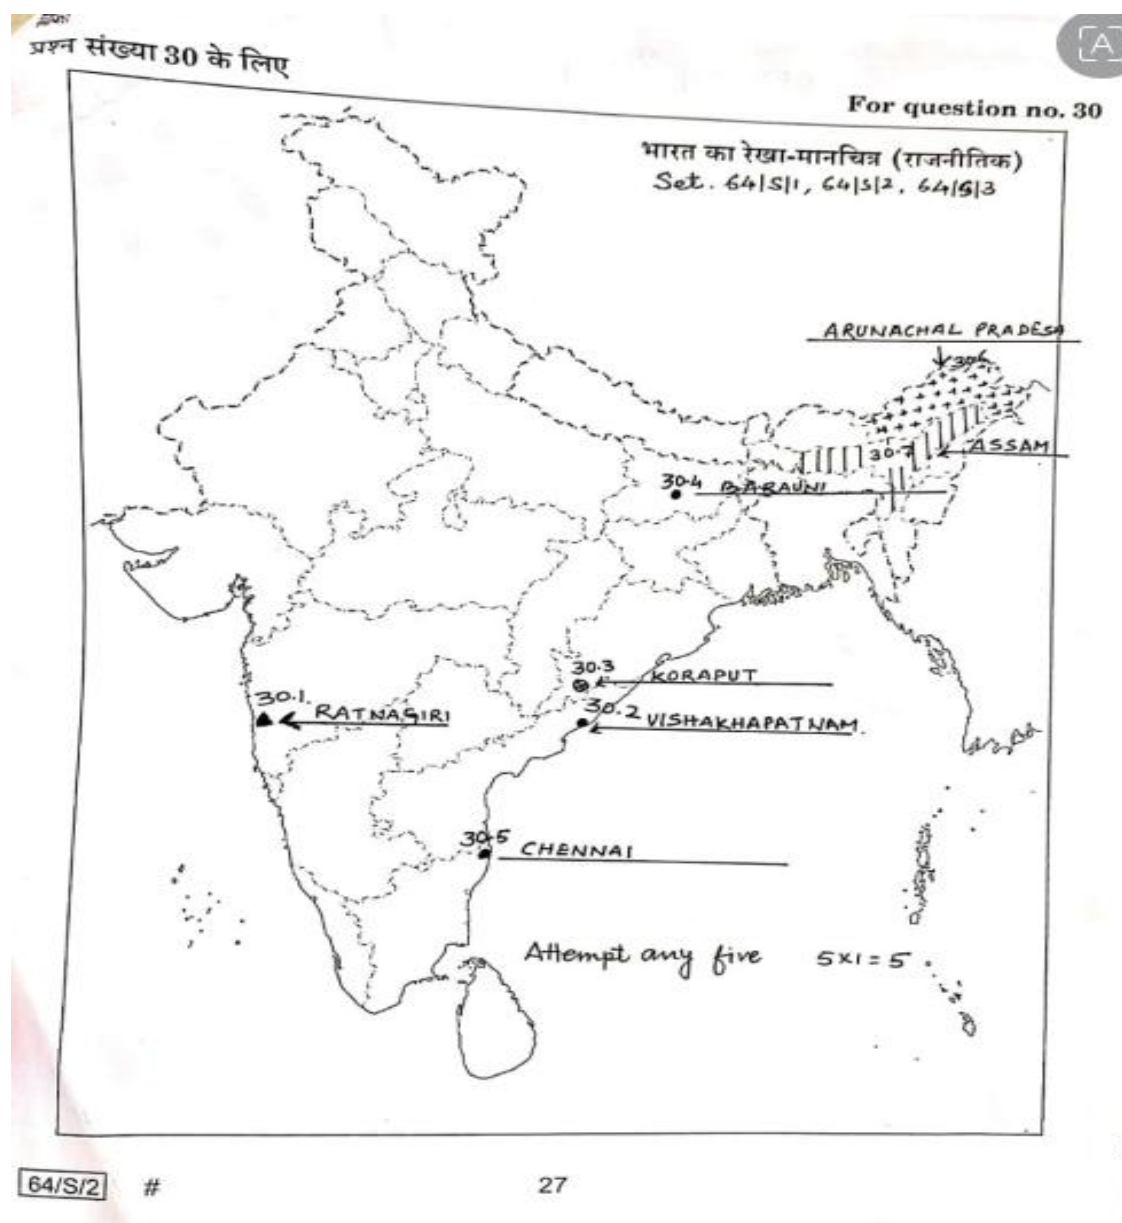 प्रश्न संख्या 30 के लिए
For question no. 30
भारत का रेखा-मानचित्र (राजनीतिक)
Set. 64/S/1, 64/S/2, 64/S/3
ARUNACHAL PRADESH
30.6
30.7
ASSAM
30.4 BARAUNI
30.3
KORAPUT
30.1.
RATNAGIRI
30.2 VISHAKHAPATNAM.
30.5
CHENNAI
Attempt any five 5x1=5
64/S/2 # 27